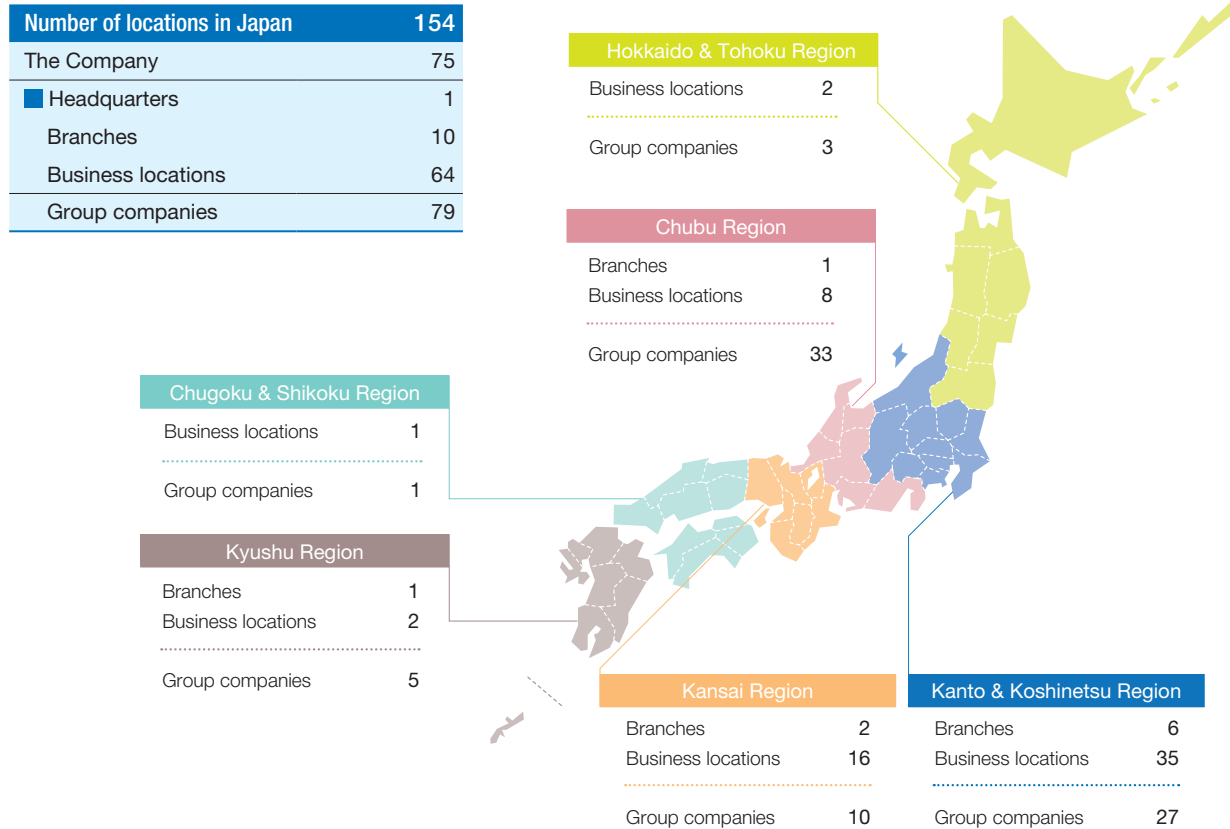 Number of locations in Japan 154
The Company 75
Headquarters 1
Branches 10
Business locations 64
Group companies 79
Hokkaido & Tohoku Region
Business locations 2
Group companies 3
Chubu Region
Branches 1
Business locations 8
Group companies 33
Chugoku & Shikoku Region
Business locations 1
Group companies 1
Kyushu Region
Branches 1
Business locations 2
Group companies 5
Kansai Region
Branches 2
Business locations 16
Group companies 10
Kanto & Koshinetsu Region
Branches 6
Business locations 35
Group companies 27